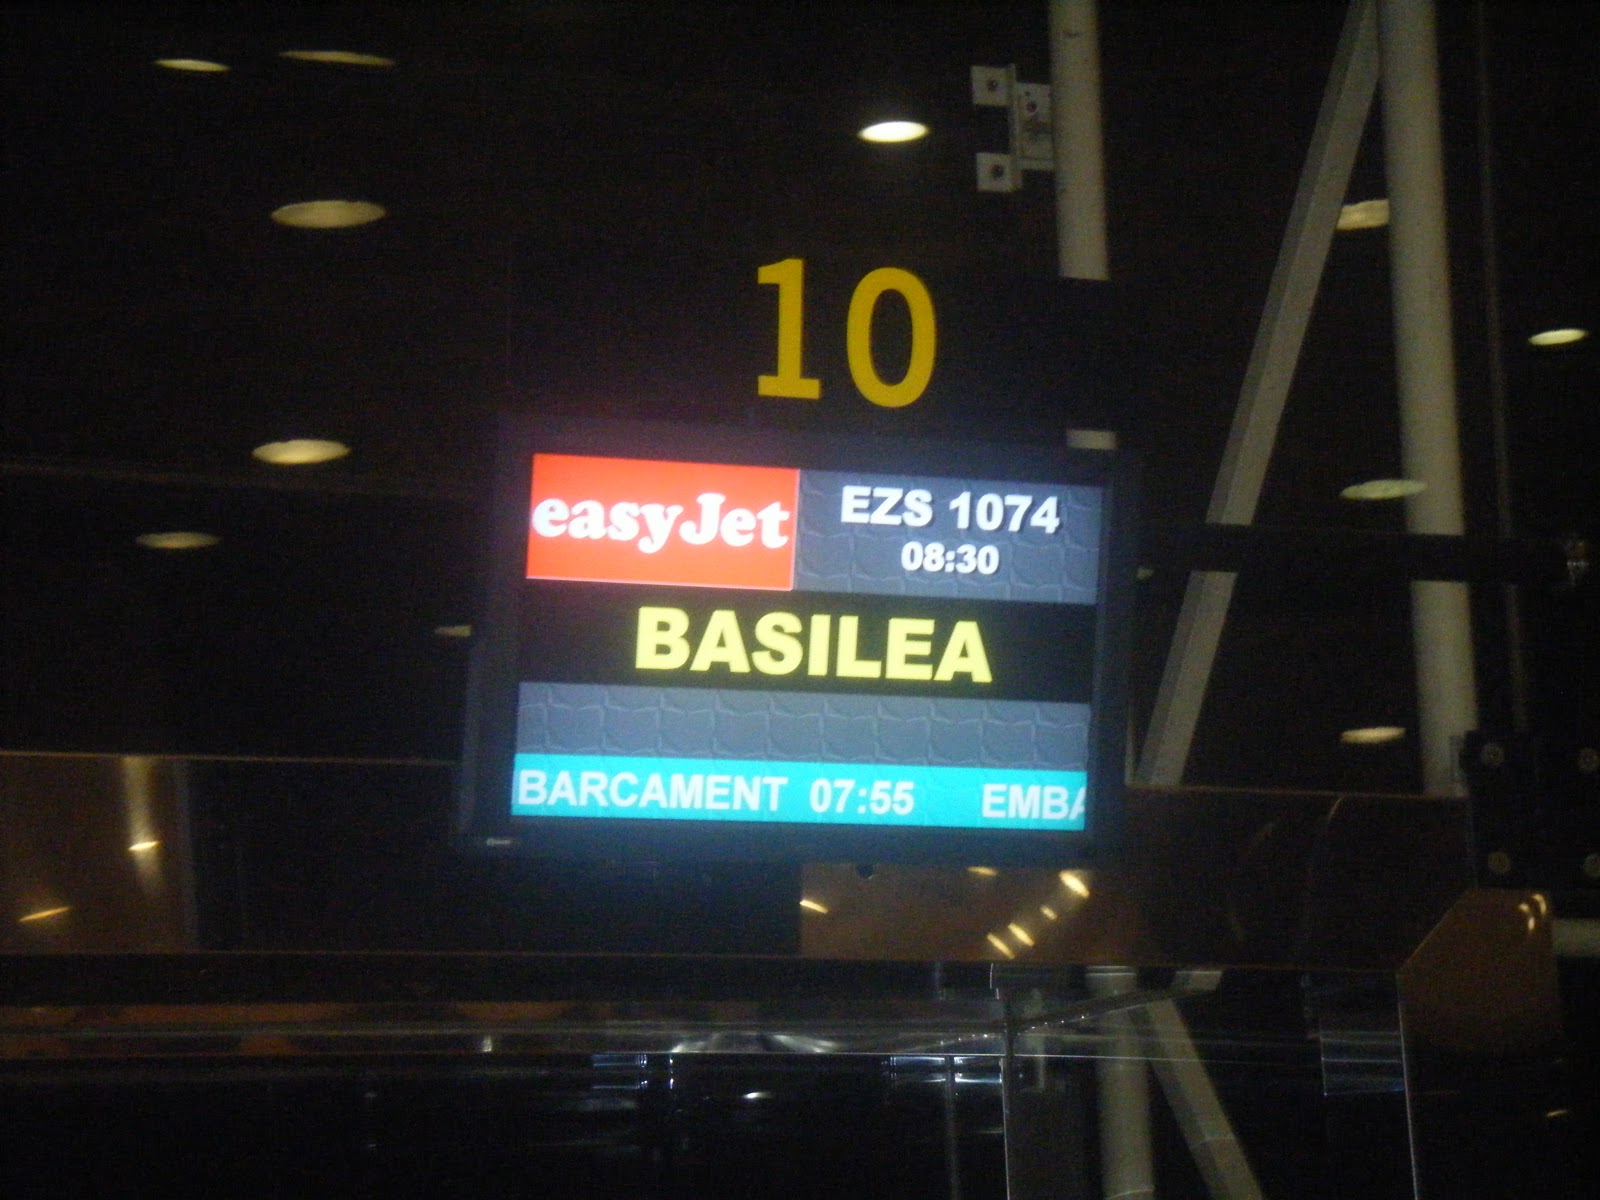 10
easyJet
EZS 1074
08:30
BASILEA
BARCAMENT 07:55 EMBA